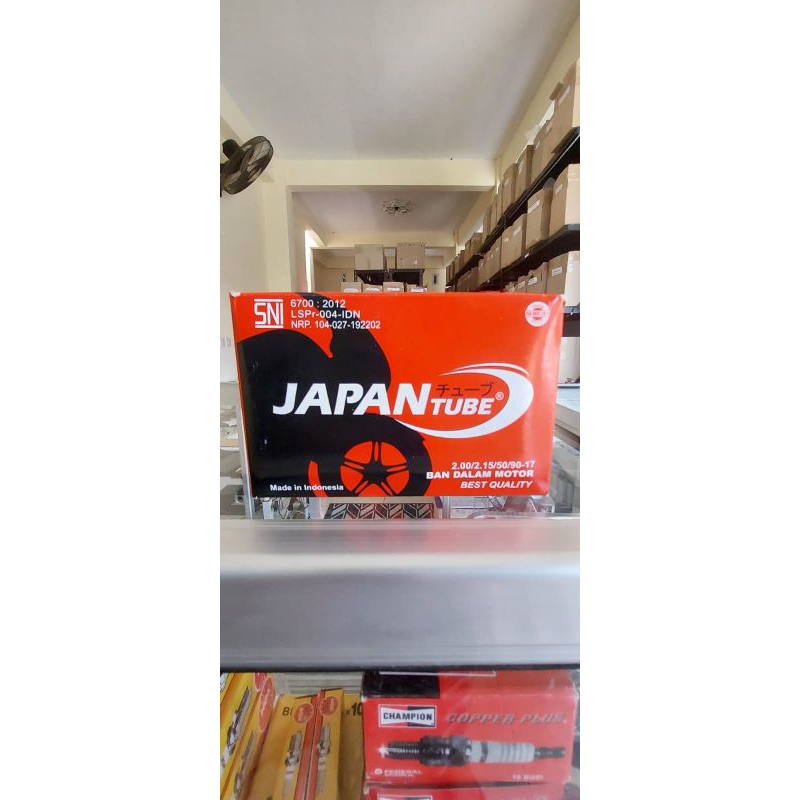 SNI
6700 : 2012
LSPr-004-IDN
NRP. 104-027-192202
JAPAN チューブ
TUBE®
2.00/2.15/50/90-17
BAN DALAM MOTOR
BEST QUALITY
Made in Indonesia
CHAMPION
COPPER PLUS